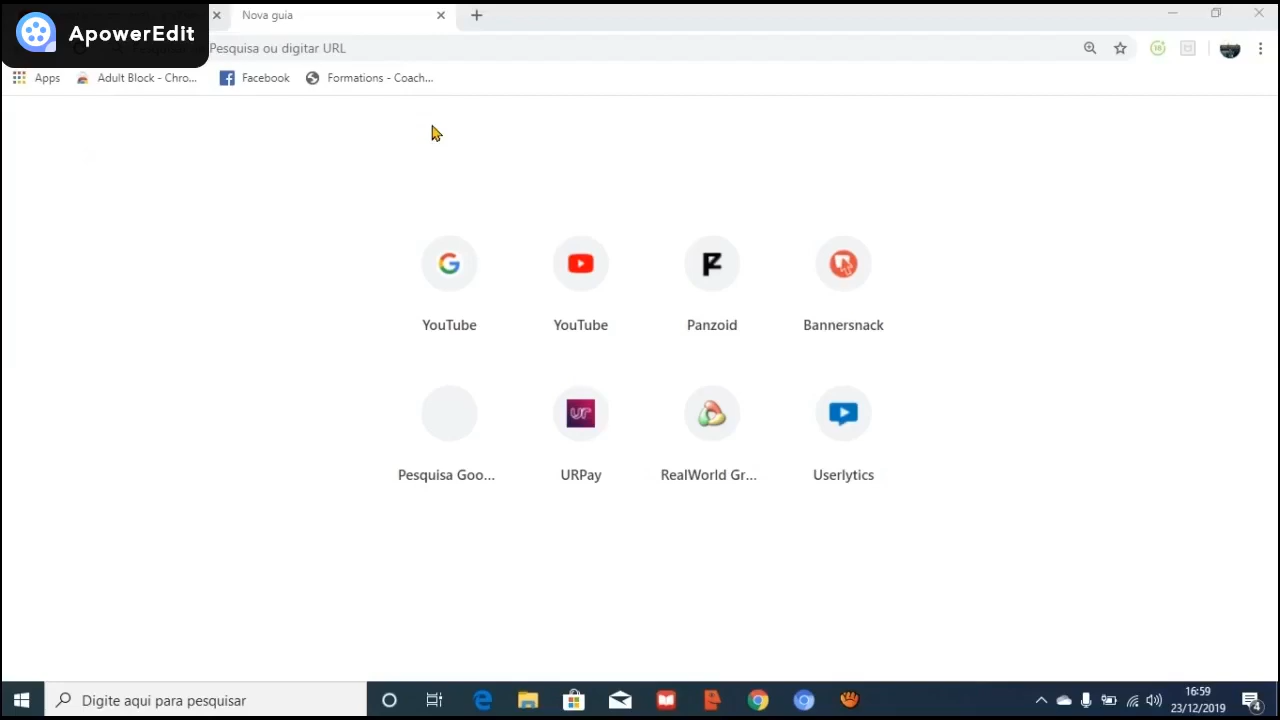 ApowerEdit
Nova guia
Pesquisa ou digitar URL
Apps
Adult Block - Chro...
Facebook
Formations - Coach...
YouTube
YouTube
Panzoid
Bannersnack
Pesquisa Goo...
URPay
RealWorld Gr...
Userlytics
Digite aqui para pesquisar
16:59
23/12/2019
4